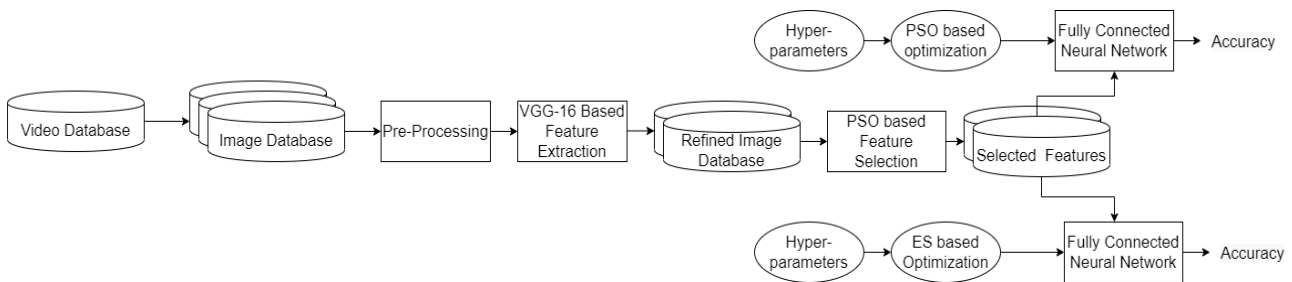 Hyper-
parameters
PSO based
optimization
Fully Connected
Neural Network
Accuracy
Video Database
Image Database
Pre-Processing
VGG-16 Based
Feature
Extraction
Refined Image
Database
PSO based
Feature
Selection
Selected Features
Hyper-
parameters
ES based
Optimization
Fully Connected
Neural Network
Accuracy